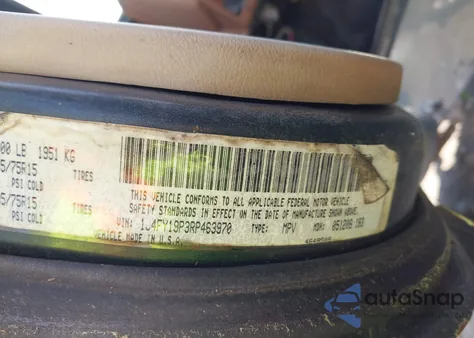 00 LB 1951 KG
5/75R15 TIRES
PSI COLD
5/75R15 TIRES
PSI COLD
THIS VEHICLE CONFORMS TO ALL APPLICABLE FEDERAL MOTOR VEHICLE
SAFETY STANDARDS IN EFFECT ON THE DATE OF MANUFACTURE SHOWN ABOVE.
VIN: 1J4FY19P3RP463970 TYPE: MPV MDH:
VEHICLE MADE IN U.S.A.
autoSnap